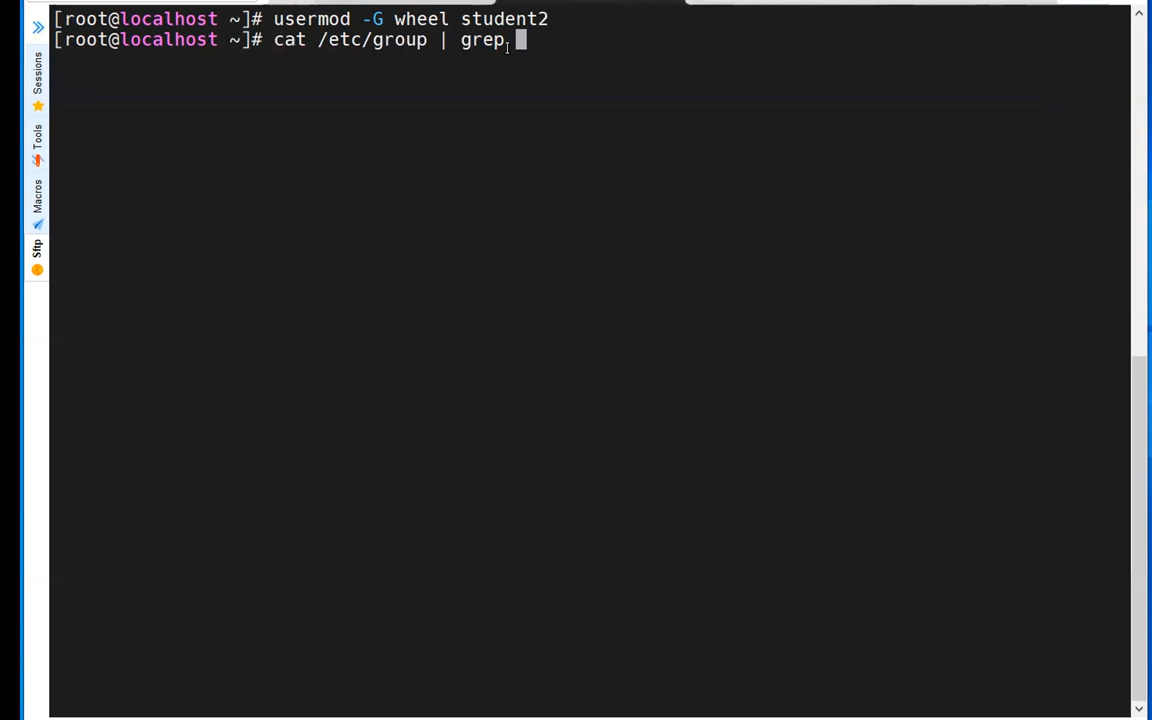 [root@localhost ~]# usermod -G wheel student2
[root@localhost ~]# cat /etc/group | grep
Sessions
Tools
Macros
Sftp